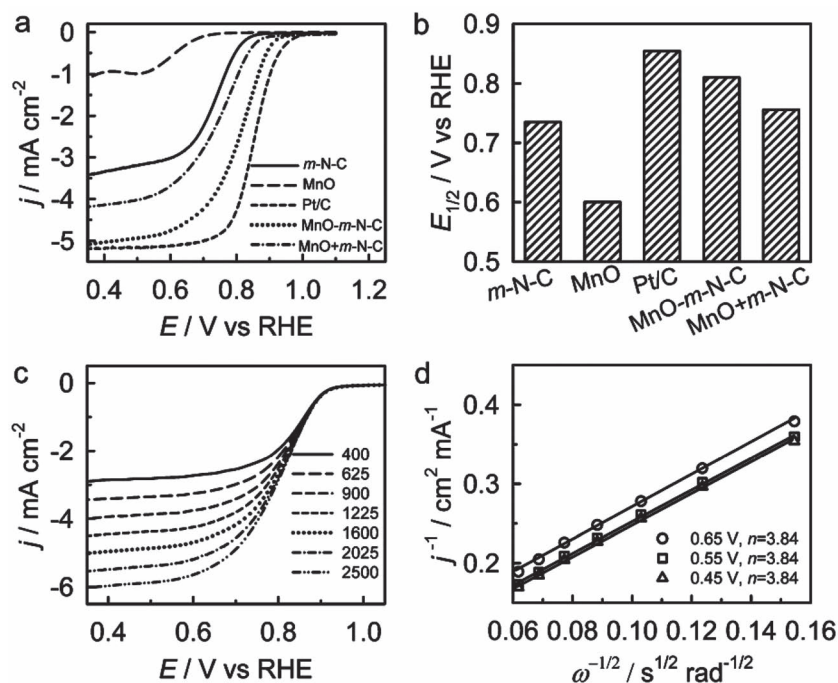 a
0
-1
-2
-3
-4
-5
j / mA cm-2
0.4 0.6 0.8 1.0 1.2
E / V vs RHE
m-N-C
MnO
Pt/C
MnO-m-N-C
MnO+m-N-C
b
0.9
0.8
0.7
0.6
0.5
E1/2 / V vs RHE
m-N-C
MnO
Pt/C
MnO-m-N-C
MnO+m-N-C
c
0
-2
-4
-6
j / mA cm-2
0.4 0.6 0.8 1.0
E / V vs RHE
400
625
900
1225
1600
2025
2500
d
0.4
0.3
0.2
j-1 / cm2 mA-1
0.06 0.08 0.10 0.12 0.14 0.16
ω-1/2 / s1/2 rad-1/2
0.65 V, n=3.84
0.55 V, n=3.84
0.45 V, n=3.84